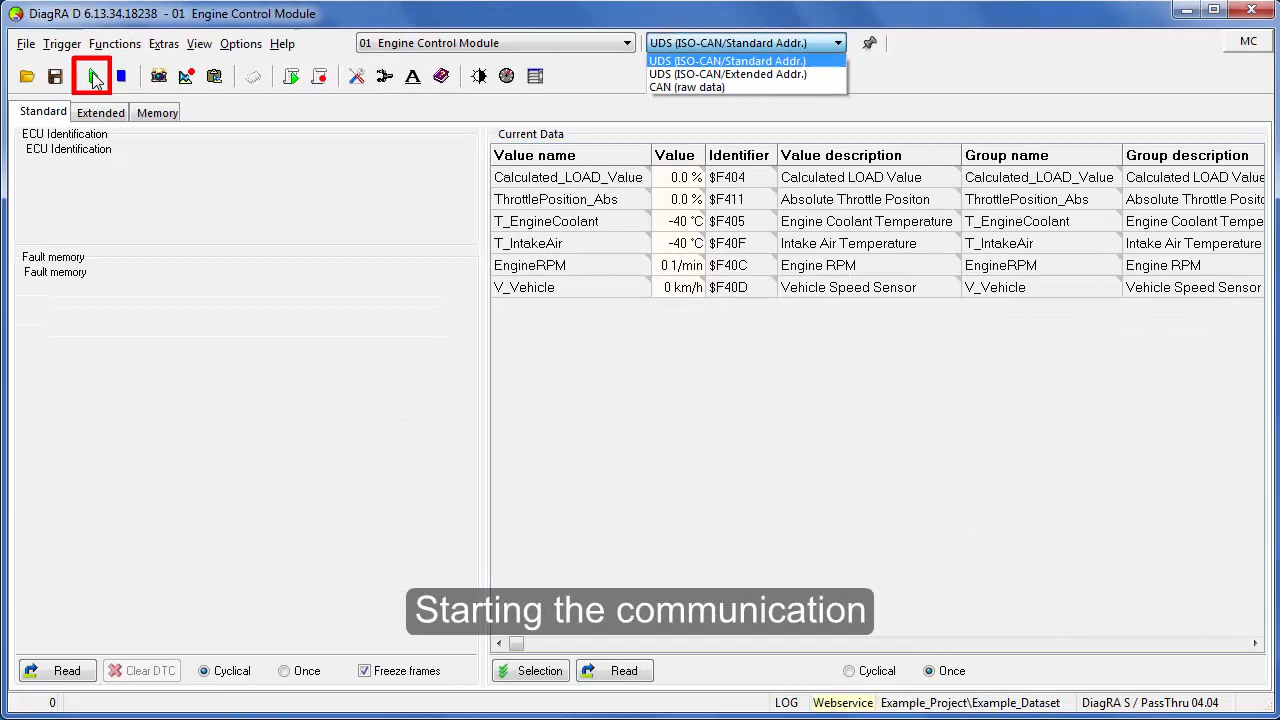 DiagRA D 6.13.34.18238 - 01 Engine Control Module
File Trigger Functions Extras View Options Help
01 Engine Control Module
UDS (ISO-CAN/Standard Addr.)
MC
UDS (ISO-CAN/Standard Addr.)
UDS (ISO-CAN/Extended Addr.)
CAN (raw data)
Standard Extended Memory
ECU Identification
ECU Identification
Fault memory
Fault memory
Current Data
Value name Value Identifier Value description Group name Group description
Calculated_LOAD_Value 0.0 % $F404 Calculated LOAD Value Calculated_LOAD_Value Calculated LOAD Value
ThrottlePosition_Abs 0.0 % $F411 Absolute Throttle Positon ThrottlePosition_Abs Absolute Throttle Positon
T_EngineCoolant -40 °C $F405 Engine Coolant Temperature T_EngineCoolant Engine Coolant Tempe
T_IntakeAir -40 °C $F40F Intake Air Temperature T_IntakeAir Intake Air Temperature
EngineRPM 0 1/min $F40C Engine RPM EngineRPM Engine RPM
V_Vehicle 0 km/h $F40D Vehicle Speed Sensor V_Vehicle Vehicle Speed Sensor
Starting the communication
Read Clear DTC Cyclical Once Freeze frames Selection Read Cyclical Once
0 LOG Webservice Example_Project\Example_Dataset DiagRA S / PassThru 04.04